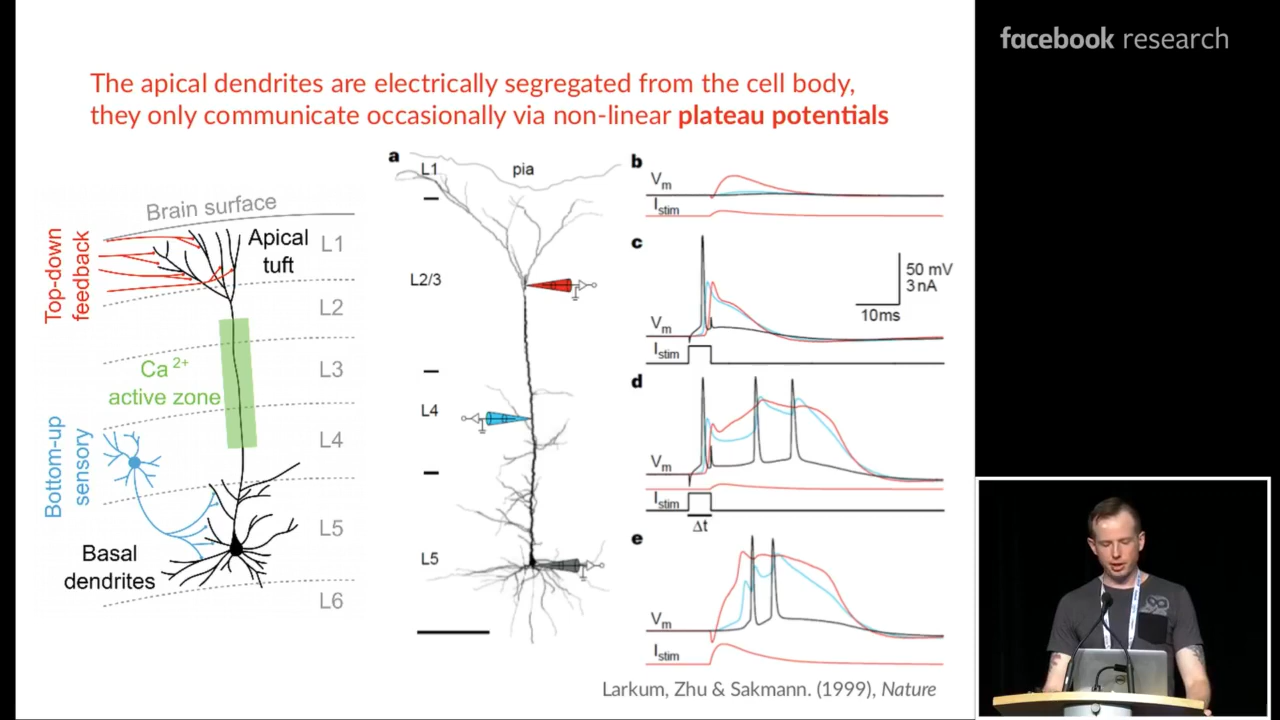 facebook research
The apical dendrites are electrically segregated from the cell body,
they only communicate occasionally via non-linear plateau potentials
Brain surface
Top-down
feedback
Apical
tuft
L1
L2
Ca2+
active zone
L3
L4
Bottom-up
sensory
Basal
dendrites
L5
L6
a
L1
pia
L2/3
L4
L5
b
Vm
Istim
c
50 mV
3 nA
10ms
Vm
Istim
d
Vm
Istim
Δt
e
Vm
Istim
Larkum, Zhu & Sakmann. (1999), Nature